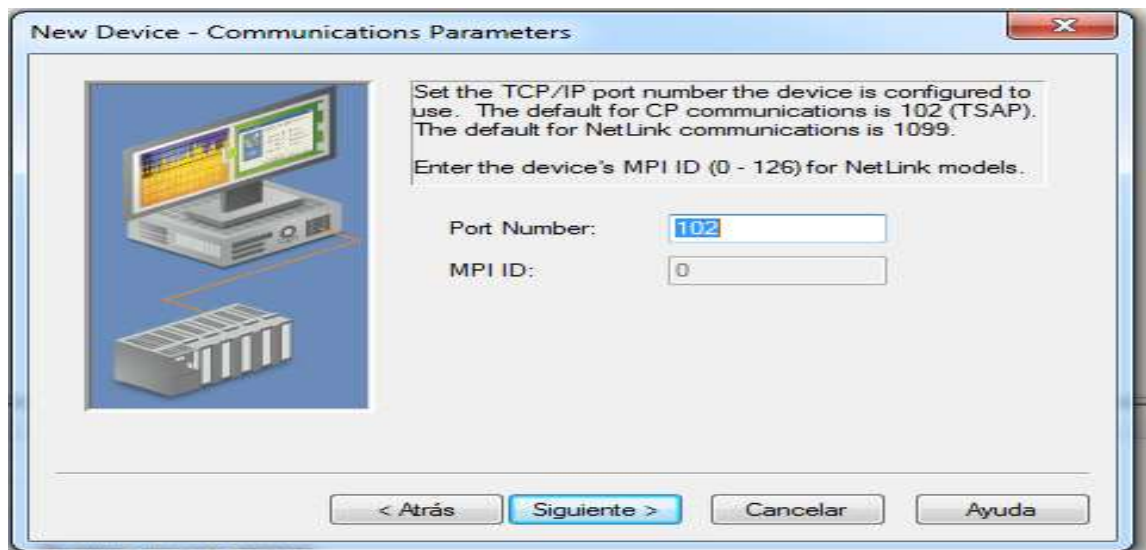 New Device - Communications Parameters
Set the TCP/IP port number the device is configured to
use. The default for CP communications is 102 (TSAP).
The default for NetLink communications is 1099.
Enter the device's MPI ID (0 - 126) for NetLink models.
Port Number: 102
MPI ID: 0
< Atrás Siguiente > Cancelar Ayuda